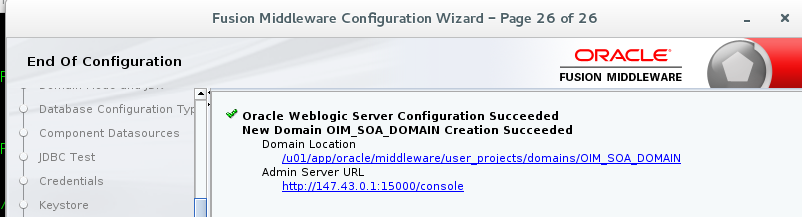 Fusion Middleware Configuration Wizard – Page 26 of 26
End Of Configuration
ORACLE
FUSION MIDDLEWARE
Database Configuration Typ
Component Datasources
JDBC Test
Credentials
Keystore
Oracle Weblogic Server Configuration Succeeded
New Domain OIM_SOA_DOMAIN Creation Succeeded
Domain Location
/u01/app/oracle/middleware/user_projects/domains/OIM_SOA_DOMAIN
Admin Server URL
http://147.43.0.1:15000/console